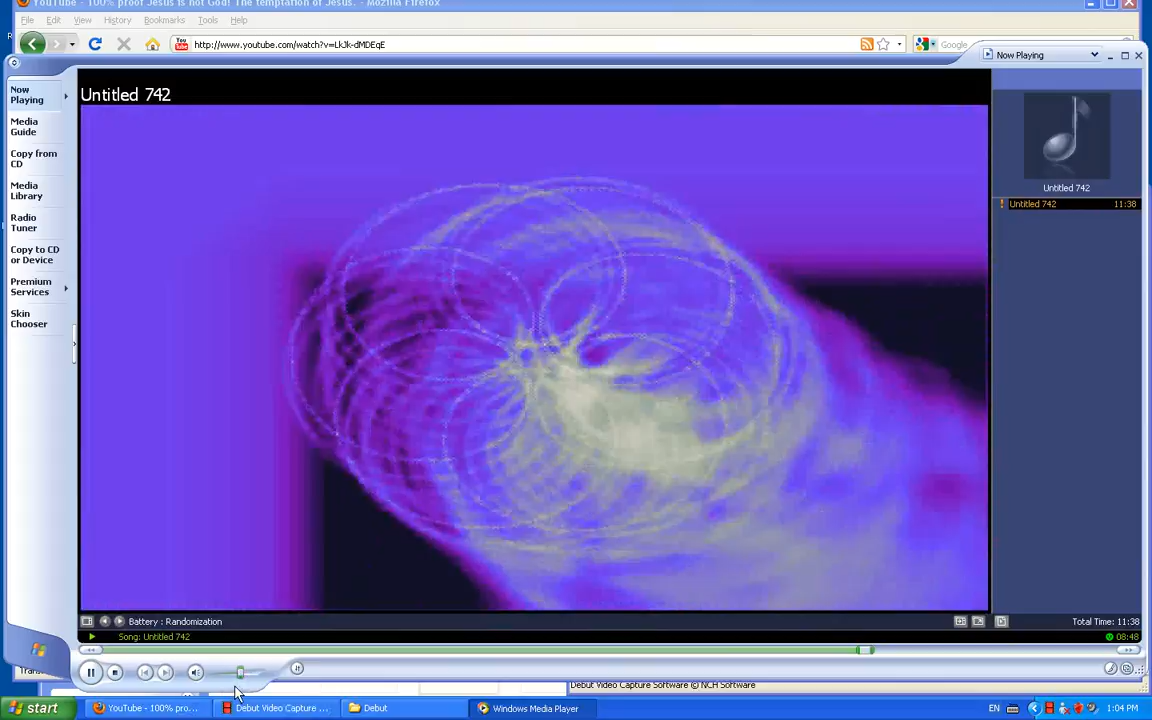 YouTube - 100% proof Jesus is not God! The temptation of Jesus. - Mozilla Firefox
File Edit View History Bookmarks Tools Help
http://www.youtube.com/watch?v=LkJk-dMDEqE
Google
Now Playing
Now
Playing
Media
Guide
Copy from
CD
Media
Library
Radio
Tuner
Copy to CD
or Device
Premium
Services
Skin
Chooser
Untitled 742
Untitled 742
Untitled 742 11:38
Battery : Randomization
Total Time: 11:38
Song: Untitled 742
08:48
Debut Video Capture Software © NCH Software
start
YouTube - 100% pro...
Debut Video Capture ...
Debut
Windows Media Player
EN
1:04 PM